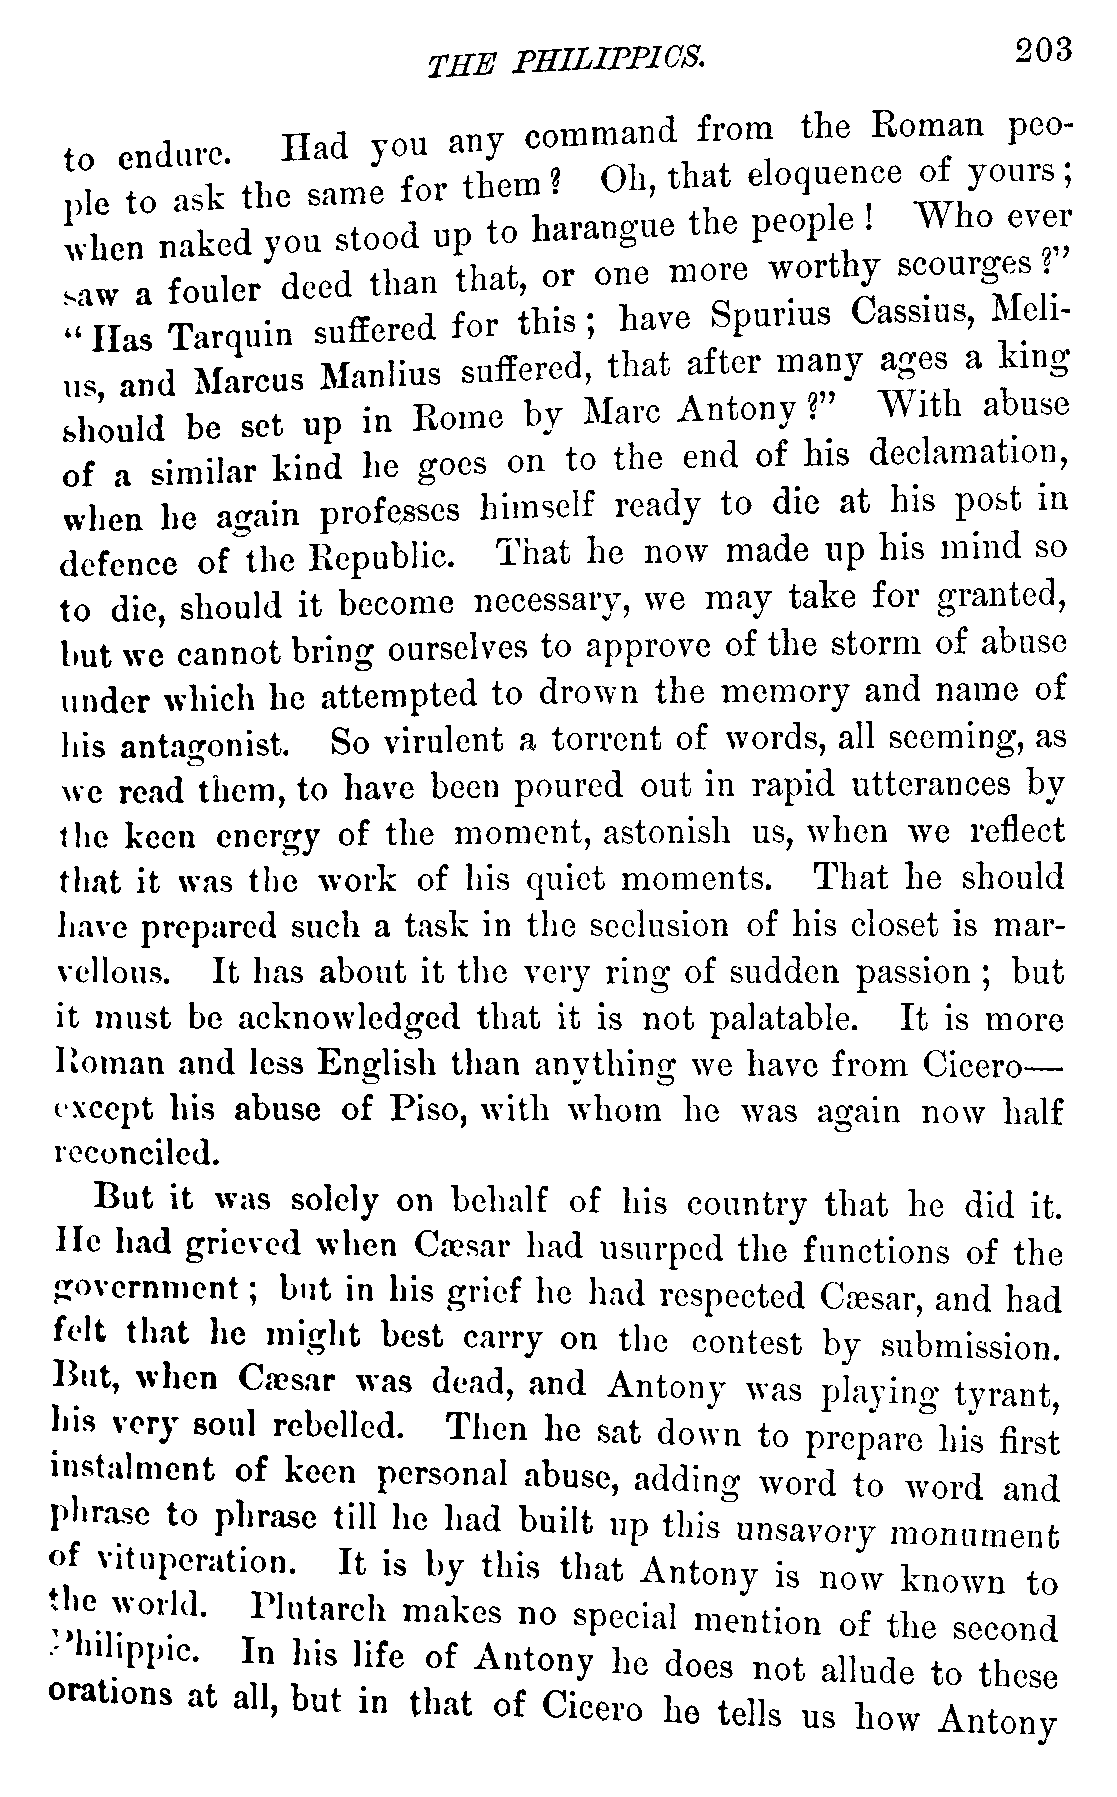 THE PHILIPPICS. 203
to endure. Had you any command from the Roman peo-
ple to ask the same for them? Oh, that eloquence of yours;
when naked you stood up to harangue the people! Who ever
saw a fouler deed than that, or one more worthy scourges?”
“Has Tarquin suffered for this; have Spurius Cassius, Meli-
us, and Marcus Manlius suffered, that after many ages a king
should be set up in Rome by Marc Antony?” With abuse
of a similar kind he goes on to the end of his declamation,
when he again professes himself ready to die at his post in
defence of the Republic. That he now made up his mind so
to die, should it become necessary, we may take for granted,
but we cannot bring ourselves to approve of the storm of abuse
under which he attempted to drown the memory and name of
his antagonist. So virulent a torrent of words, all seeming, as
we read them, to have been poured out in rapid utterances by
the keen energy of the moment, astonish us, when we reflect
that it was the work of his quiet moments. That he should
have prepared such a task in the seclusion of his closet is mar-
vellous. It has about it the very ring of sudden passion; but
it must be acknowledged that it is not palatable. It is more
Roman and less English than anything we have from Cicero—
except his abuse of Piso, with whom he was again now half
reconciled.
But it was solely on behalf of his country that he did it.
He had grieved when Cæsar had usurped the functions of the
government; but in his grief he had respected Cæsar, and had
felt that he might best carry on the contest by submission.
But, when Cæsar was dead, and Antony was playing tyrant,
his very soul rebelled. Then he sat down to prepare his first
instalment of keen personal abuse, adding word to word and
phrase to phrase till he had built up this unsavory monument
of vituperation. It is by this that Antony is now known to
the world. Plutarch makes no special mention of the second
Philippic. In his life of Antony he does not allude to these
orations at all, but in that of Cicero he tells us how Antony